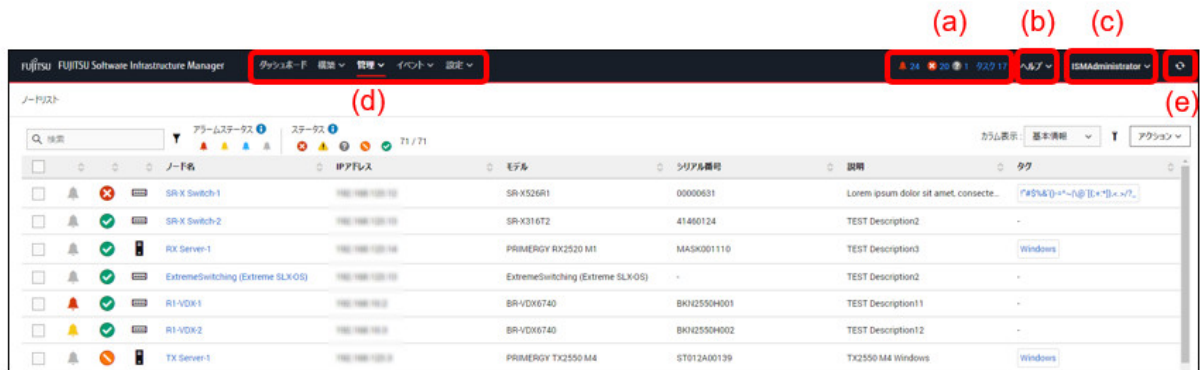 (a) (b) (c)
FUJITSU FUJITSU Software Infrastructure Manager ダッシュボード 構築 管理 イベント 設定 24 20 1 タスク 17 ヘルプ ISMAdministrator
(d) (e)
ノードリスト
検索 アラームステータス ステータス 71 / 71 カラム表示: 基本情報 アクション
ノード名 IPアドレス モデル シリアル番号 説明 タグ
SR-X Switch-1 SR-X526R1 00000631 Lorem ipsum dolor sit amet, consecte...
SR-X Switch-2 SR-X316T2 41460124 TEST Description2 -
RX Server-1 PRIMERGY RX2520 M1 MASK001110 TEST Description3 Windows
ExtremeSwitching (Extreme SLX-OS) ExtremeSwitching (Extreme SLX-OS) - TEST Description2 -
R1-VDX-1 BR-VDX6740 BKN2550H001 TEST Description11 -
R1-VDX-2 BR-VDX6740 BKN2550H002 TEST Description12 -
TX Server-1 PRIMERGY TX2550 M4 ST012A00139 TX2550 M4 Windows Windows